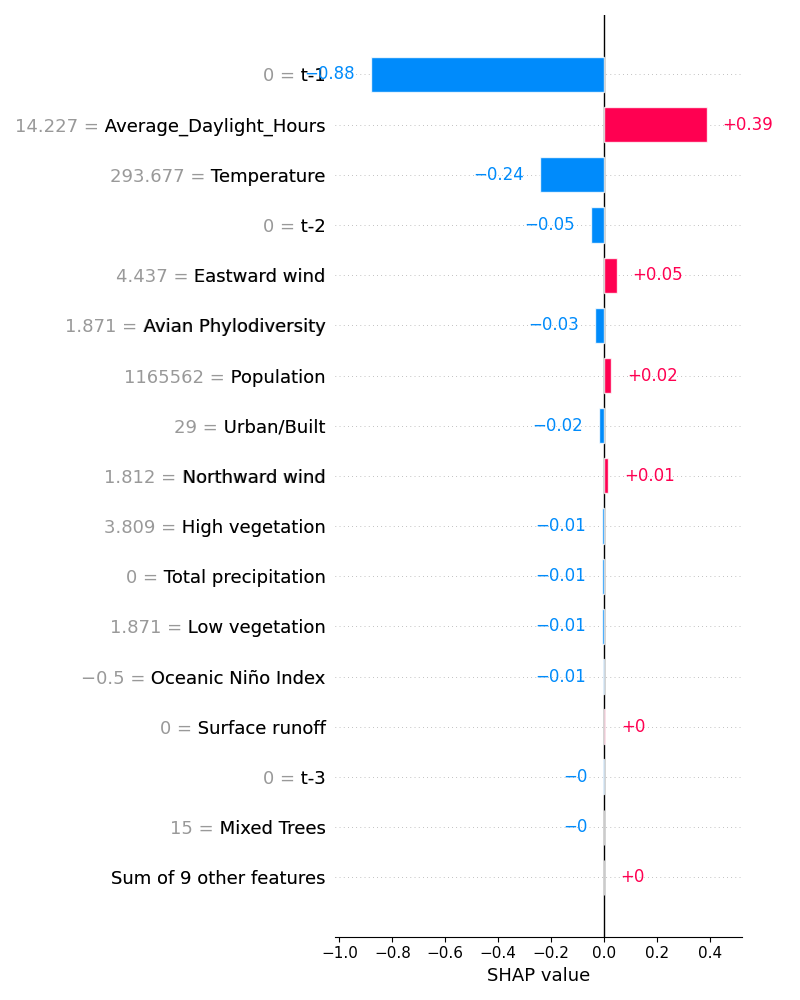 0 = t-1 −0.88
14.227 = Average_Daylight_Hours +0.39
293.677 = Temperature −0.24
0 = t-2 −0.05
4.437 = Eastward wind +0.05
1.871 = Avian Phylodiversity −0.03
1165562 = Population +0.02
29 = Urban/Built −0.02
1.812 = Northward wind +0.01
3.809 = High vegetation −0.01
0 = Total precipitation −0.01
1.871 = Low vegetation −0.01
−0.5 = Oceanic Niño Index −0.01
0 = Surface runoff +0
0 = t-3 −0
15 = Mixed Trees −0
Sum of 9 other features +0
−1.0 −0.8 −0.6 −0.4 −0.2 0.0 0.2 0.4
SHAP value